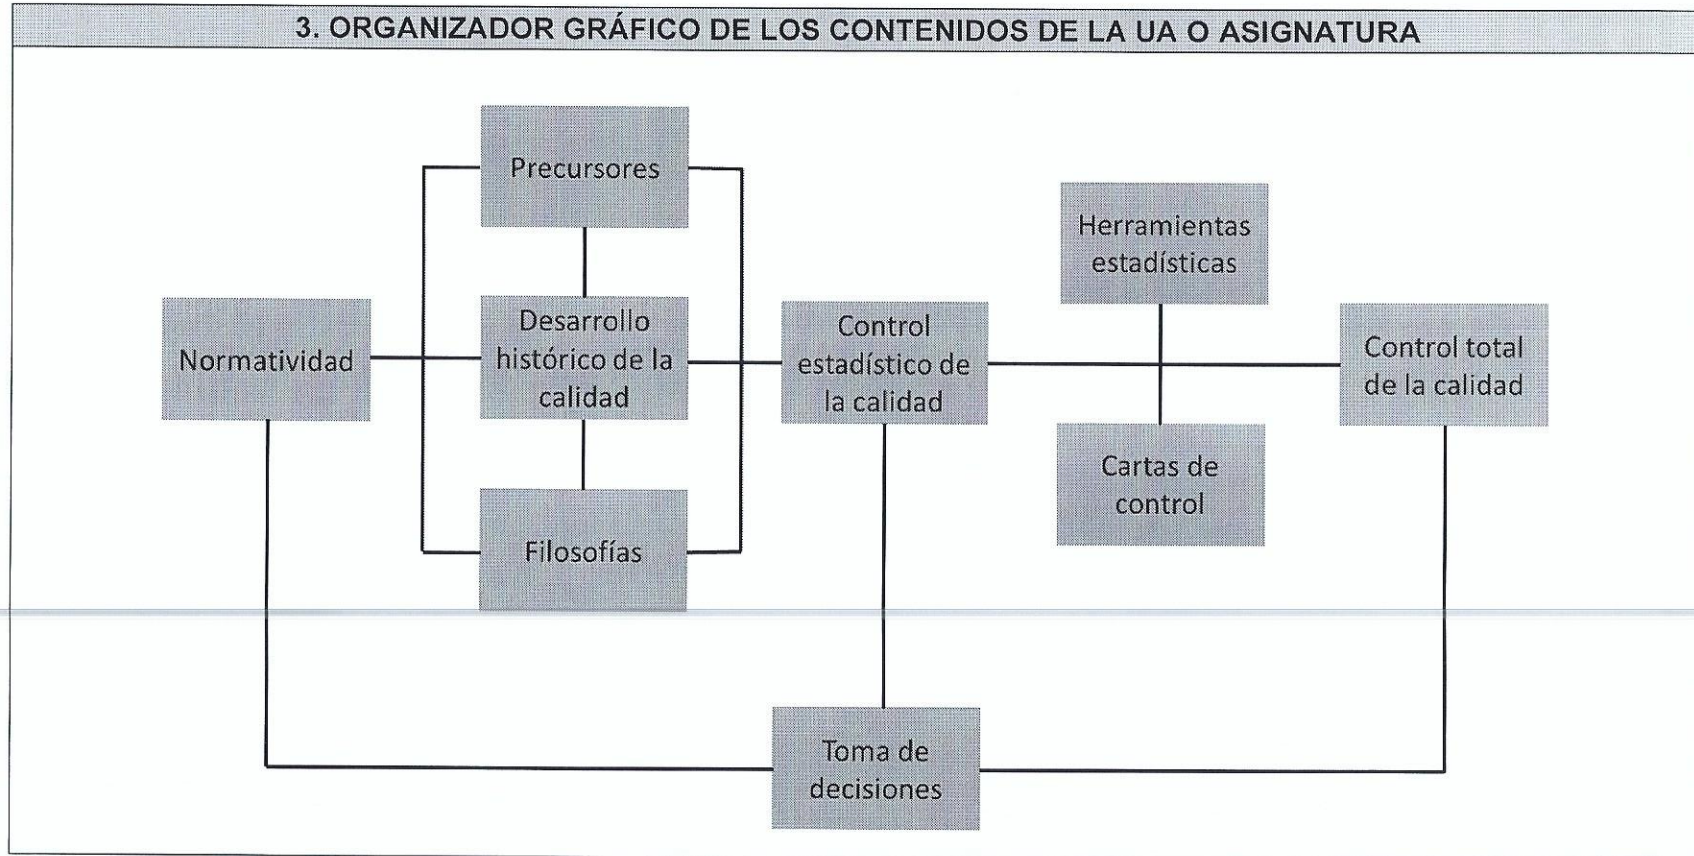 3. ORGANIZADOR GRÁFICO DE LOS CONTENIDOS DE LA UA O ASIGNATURA
Precursores
Herramientas
estadísticas
Normatividad
Desarrollo
histórico de la
calidad
Control
estadístico de
la calidad
Control total
de la calidad
Cartas de
control
Filosofías
Toma de
decisiones